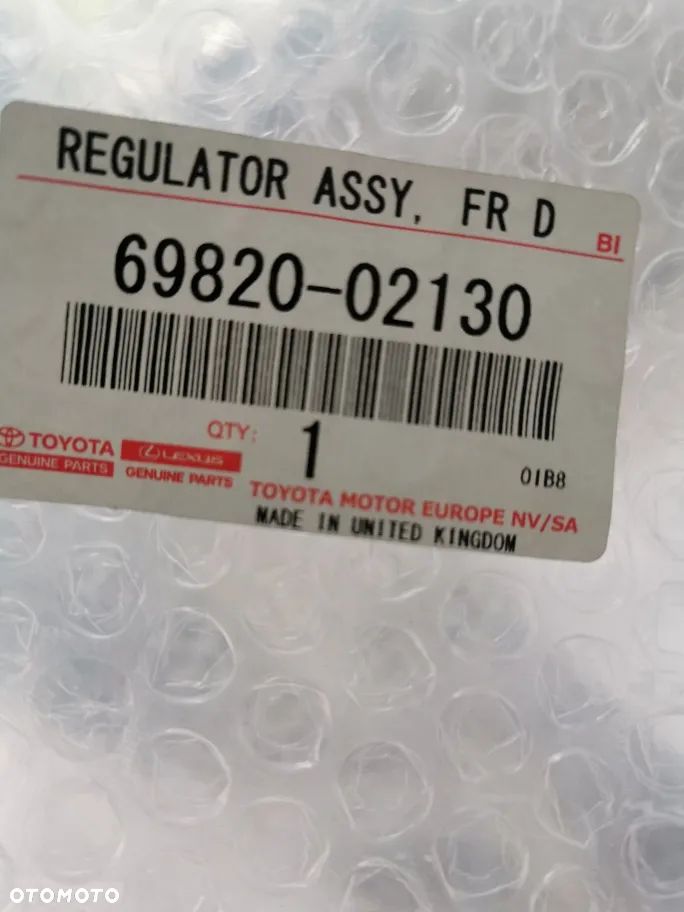 REGULATOR ASSY, FR D
BI
69820-02130
QTY: 1
01B8
TOYOTA
GENUINE PARTS
LEXUS
GENUINE PARTS
TOYOTA MOTOR EUROPE NV/SA
MADE IN UNITED KINGDOM
OTOMOTO